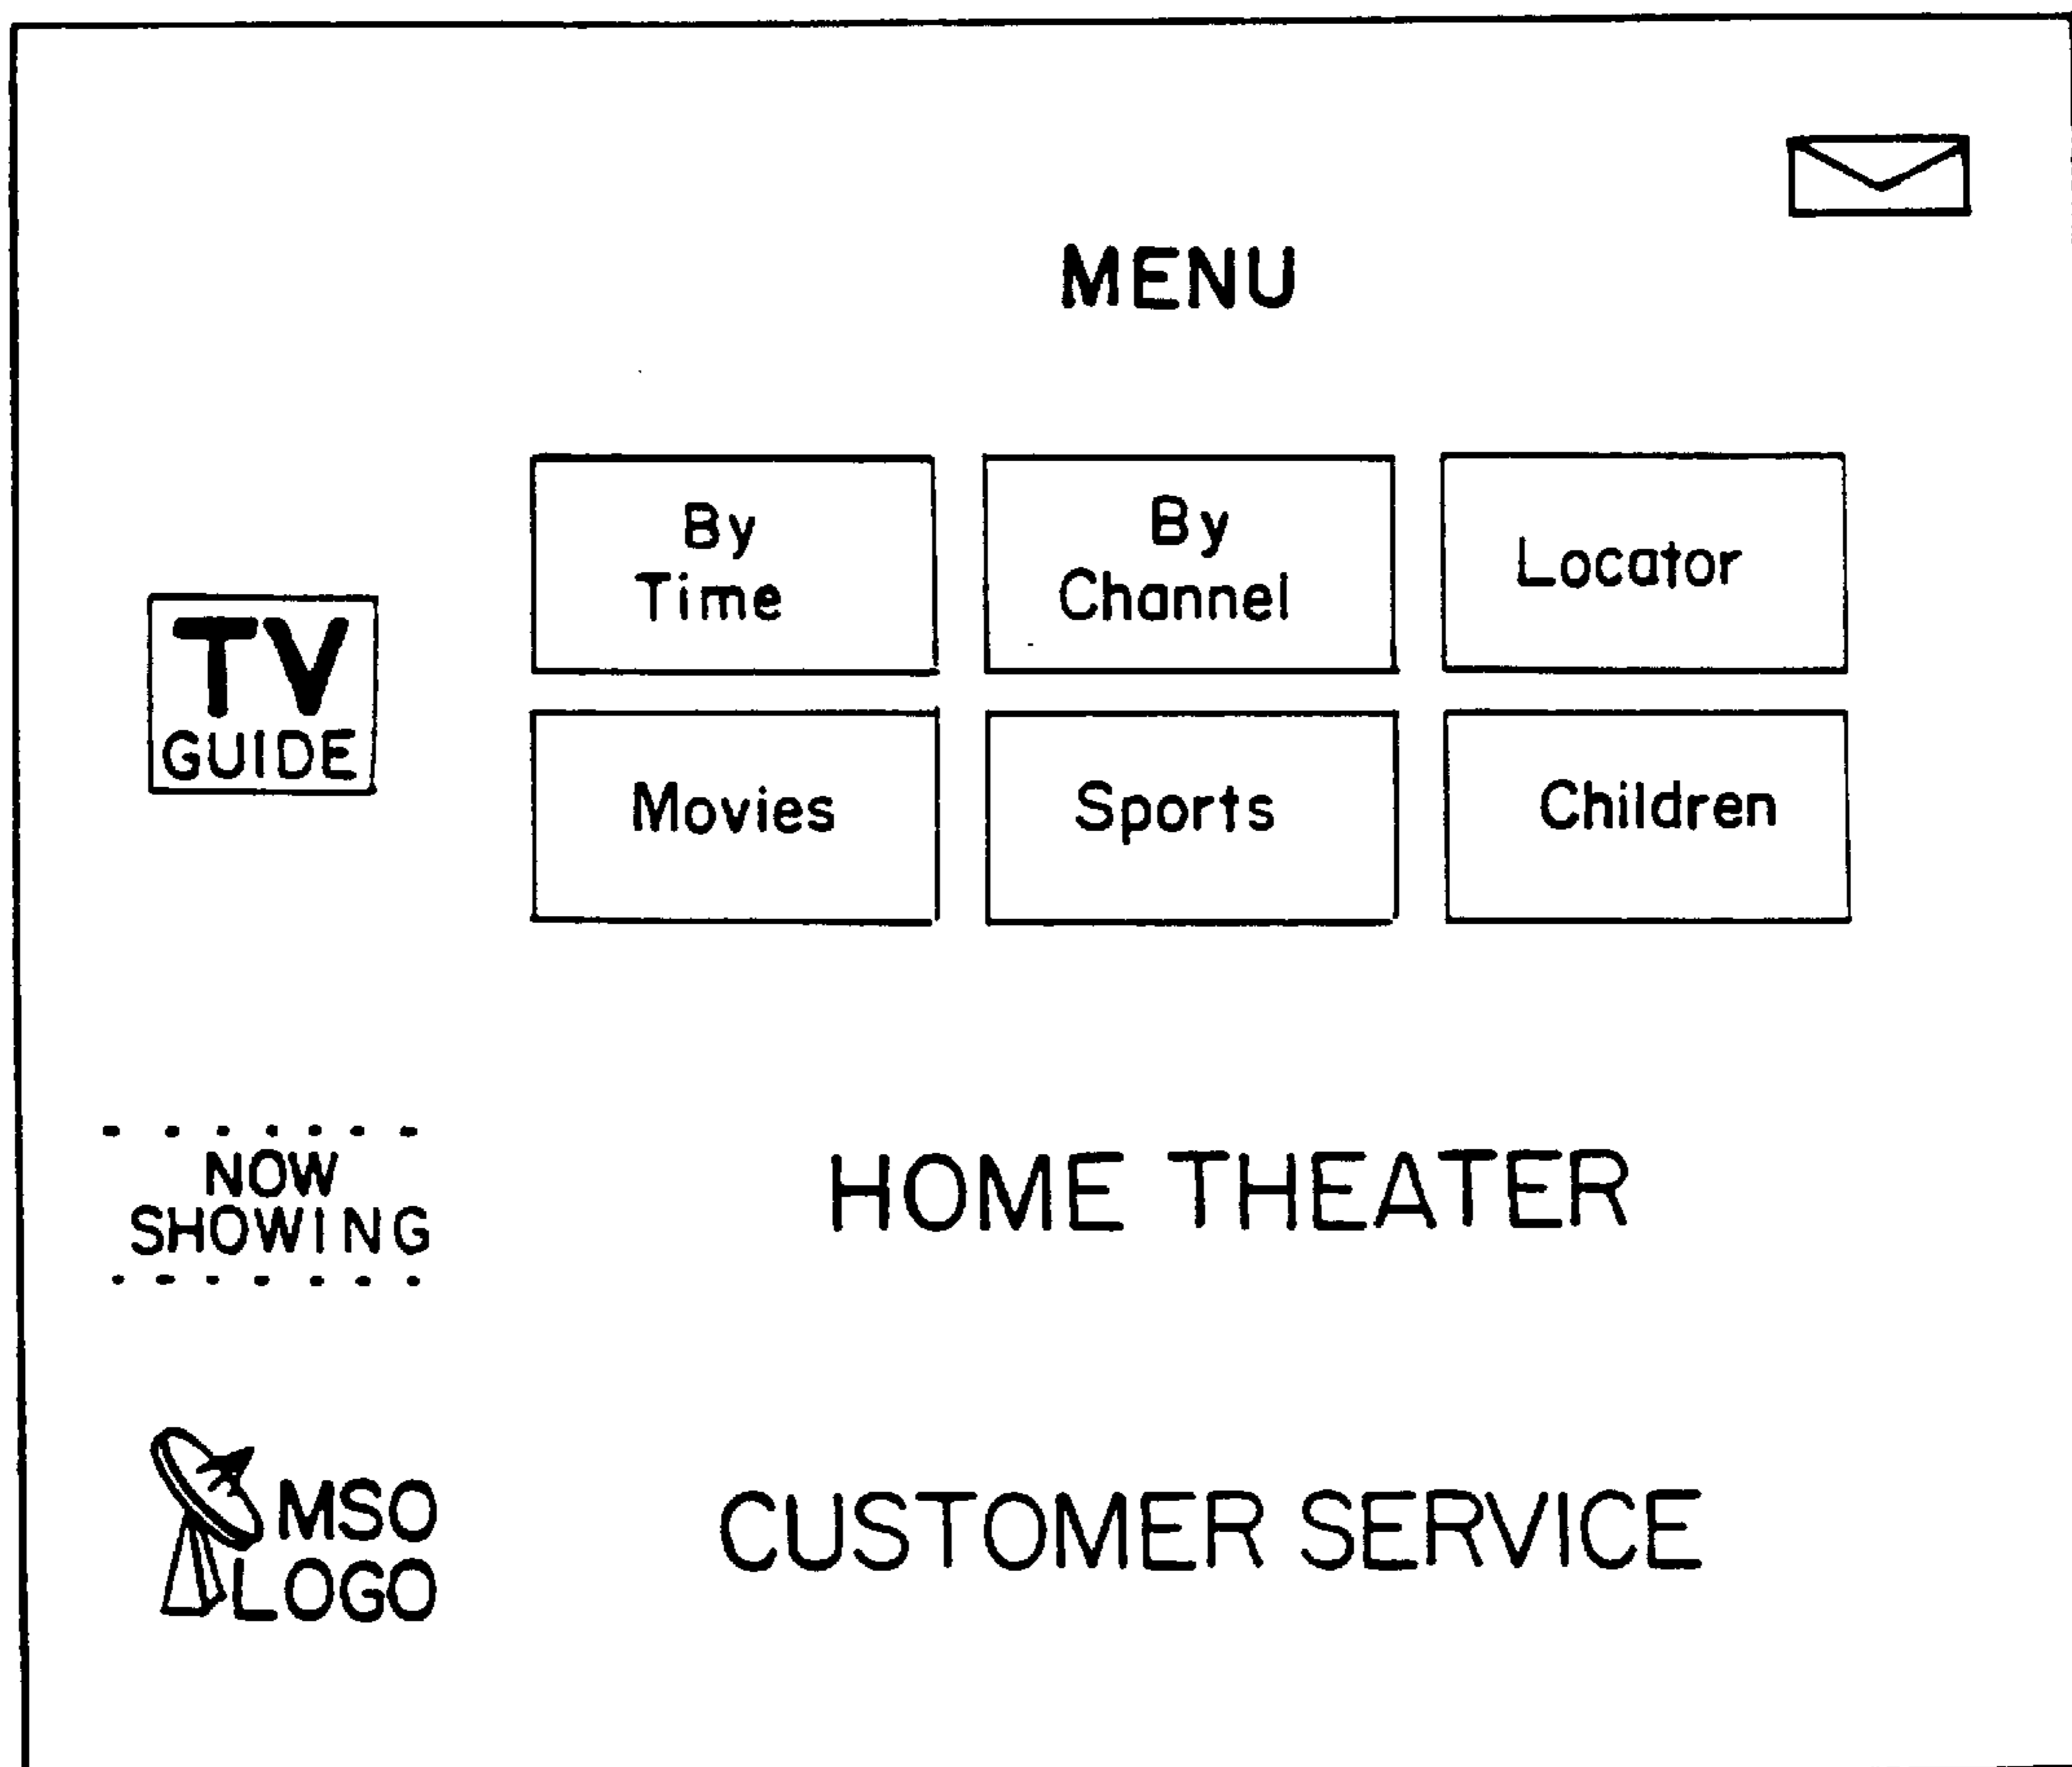 MENU
By
Time
By
Channel
Locator
TV
GUIDE
Movies
Sports
Children
NOW
SHOWING
HOME THEATER
MSO
LOGO
CUSTOMER SERVICE